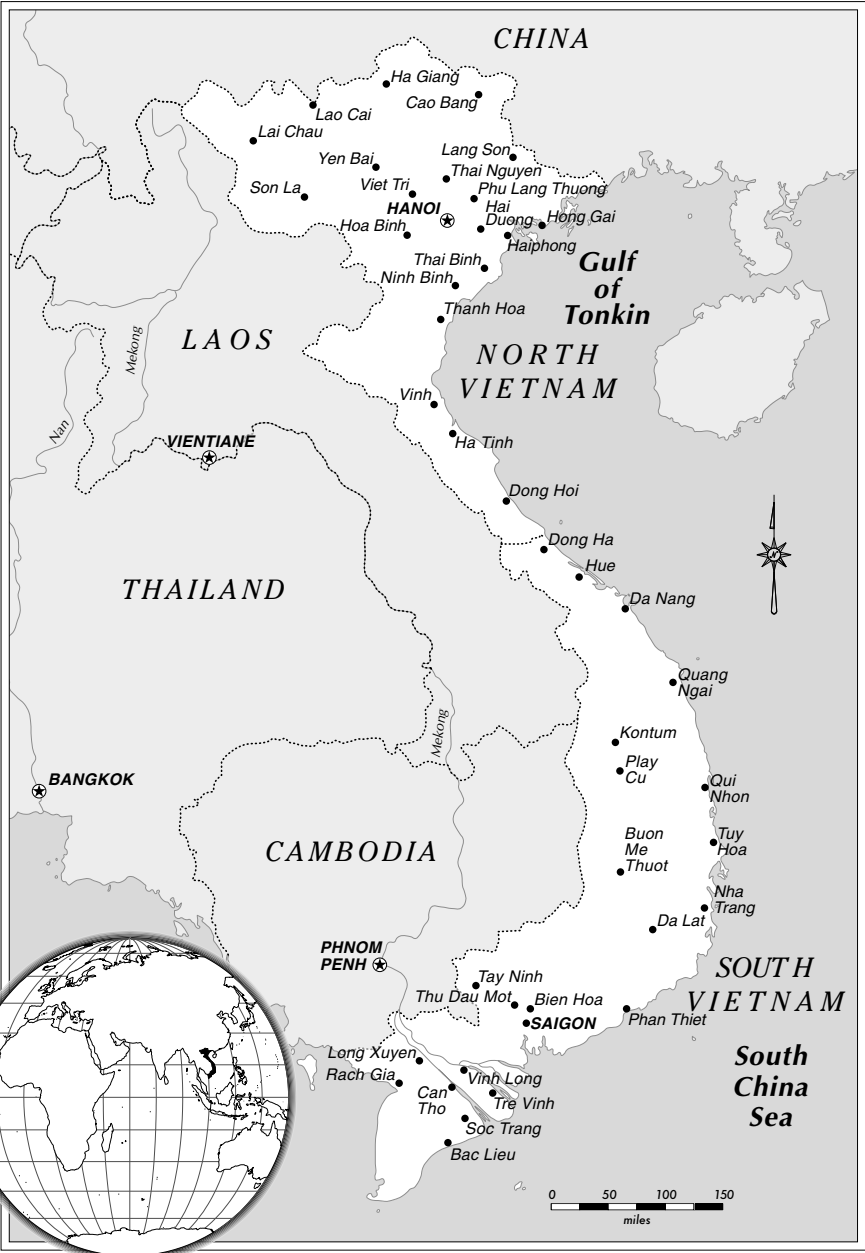 CHINA
Ha Giang
Cao Bang
Lao Cai
Lai Chau
Lang Son
Yen Bai
Thai Nguyen
Son La
Viet Tri
Phu Lang Thuong
HANOI
Hai
Duong
Hong Gai
Hoa Binh
Haiphong
Thai Binh
Ninh Binh
Gulf
of
Tonkin
Thanh Hoa
LAOS
Mekong
NORTH
VIETNAM
Vinh
Nan
VIENTIANE
Ha Tinh
Dong Hoi
Dong Ha
Hue
N
THAILAND
Da Nang
Quang
Ngai
Mekong
Kontum
Play
Cu
BANGKOK
Qui
Nhon
CAMBODIA
Buon
Me
Thuot
Tuy
Hoa
Nha
Trang
Da Lat
PHNOM
PENH
SOUTH
VIETNAM
Tay Ninh
Thu Dau Mot
Bien Hoa
SAIGON
Phan Thiet
Long Xuyen
Rach Gia
Vinh Long
Can
Tho
Tre Vinh
Soc Trang
Bac Lieu
South
China
Sea
0 50 100 150
miles